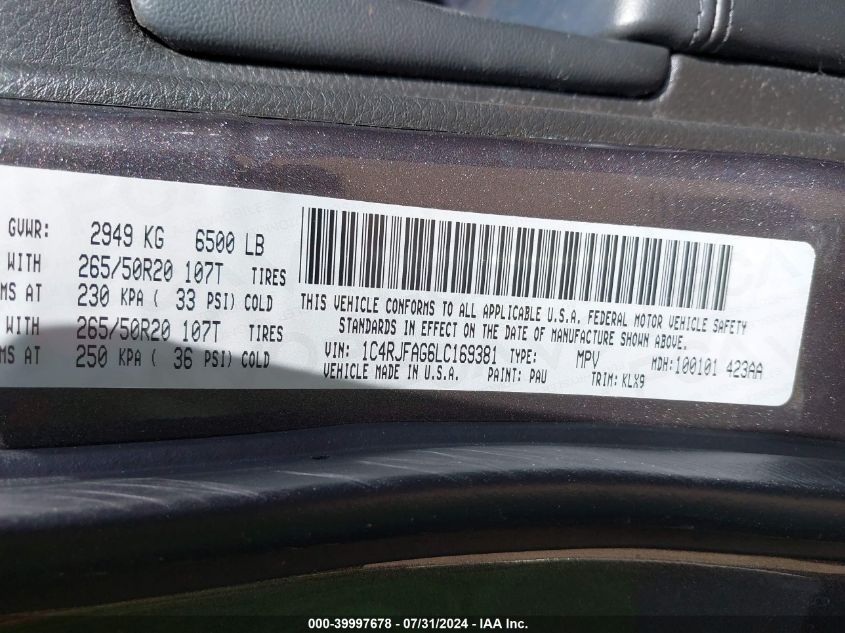 GVWR: 2949 KG 6500 LB
WITH 265/50R20 107T TIRES
MS AT 230 KPA ( 33 PSI) COLD
WITH 265/50R20 107T TIRES
MS AT 250 KPA ( 36 PSI) COLD
THIS VEHICLE CONFORMS TO ALL APPLICABLE U.S.A. FEDERAL MOTOR VEHICLE SAFETY
STANDARDS IN EFFECT ON THE DATE OF MANUFACTURE SHOWN ABOVE.
VIN: 1C4RJFAG6LC169381 TYPE: MPV MDH:100101 423AA
VEHICLE MADE IN U.S.A. PAINT: PAU TRIM: KLX9
000-39997678 - 07/31/2024 - IAA Inc.